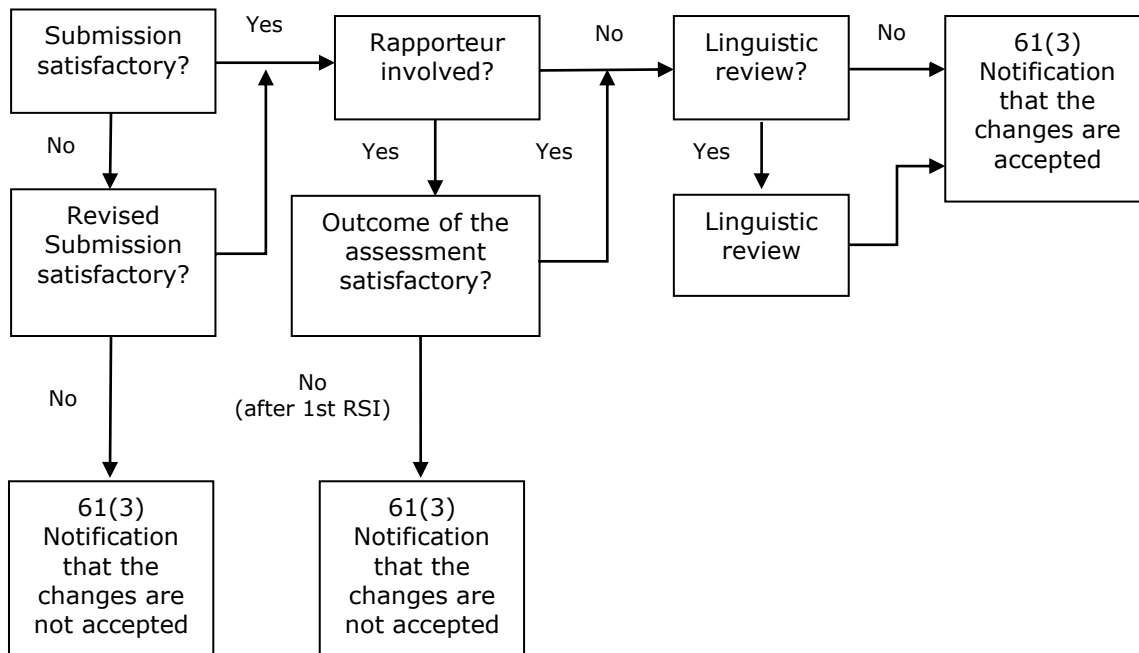 Submission
satisfactory?
Yes
Rapporteur
involved?
No
Linguistic
review?
No
61(3)
Notification
that the
changes are
accepted
No
Yes
Yes
Yes
Revised
Submission
satisfactory?
Outcome of the
assessment
satisfactory?
Linguistic
review
No
No
(after 1st RSI)
61(3)
Notification
that the
changes are
not accepted
61(3)
Notification
that the
changes are
not accepted